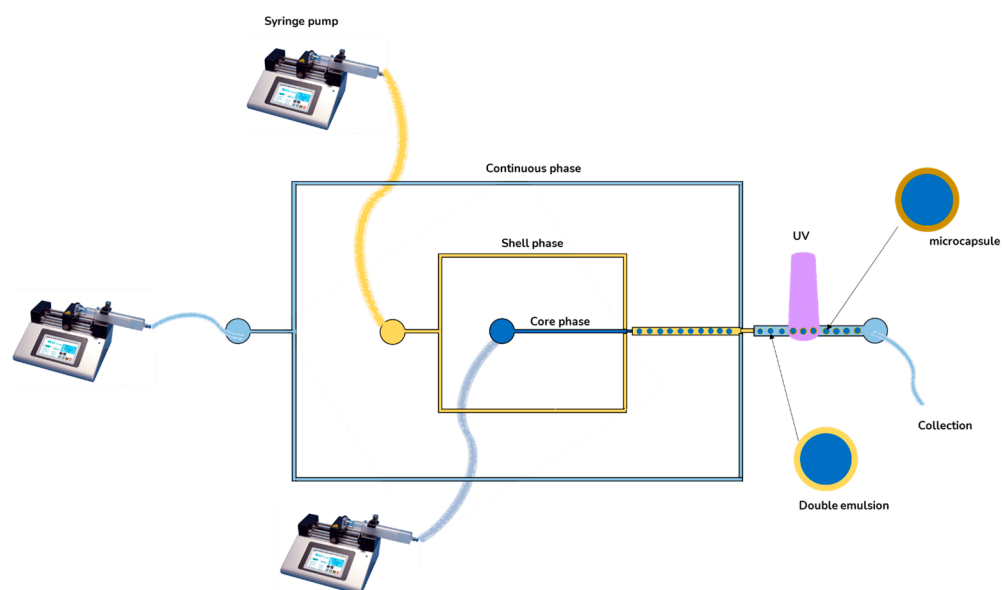 Syringe pump
Continuous phase
microcapsule
UV
Shell phase
Core phase
Collection
Double emulsion